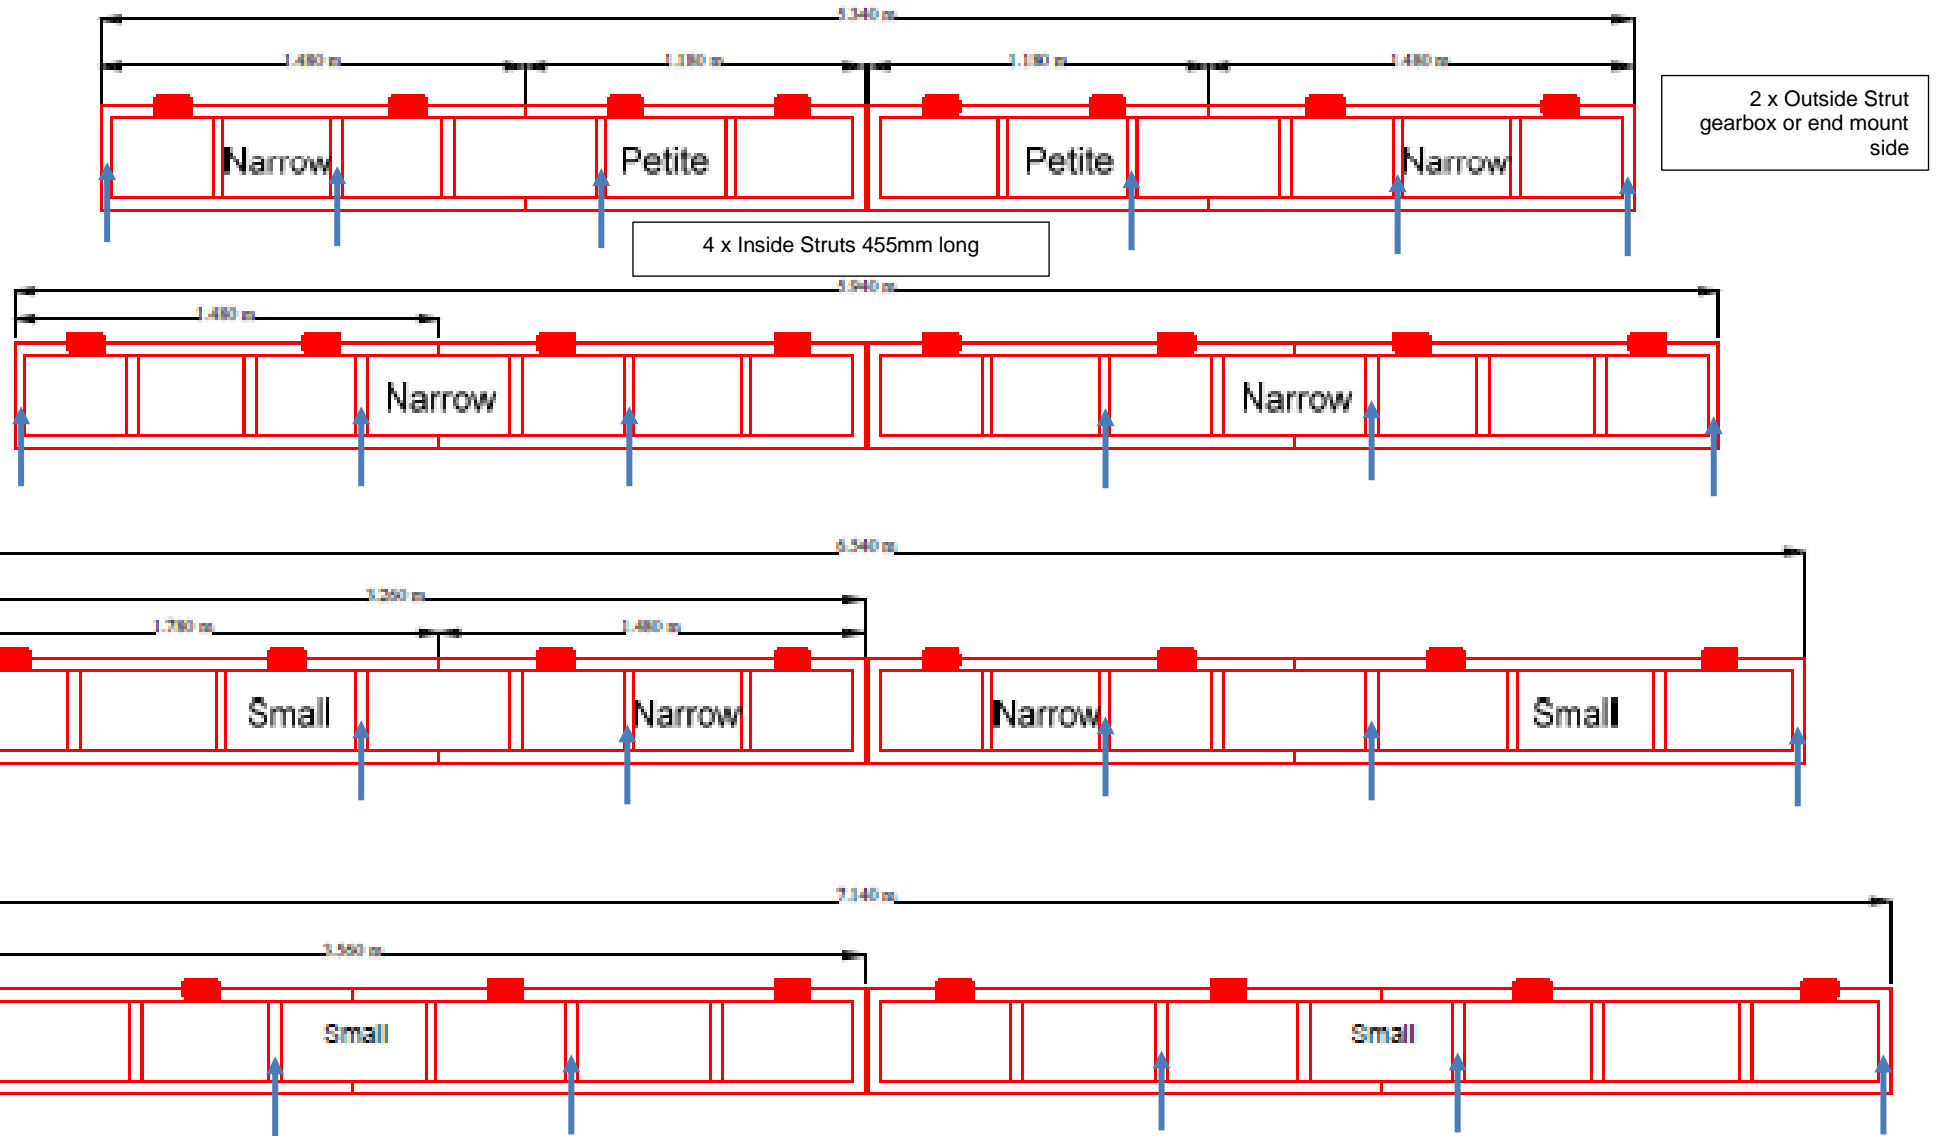 5.340 m
1.480 m 1.180 m 1.180 m 1.480 m
2 x Outside Strut
gearbox or end mount
side
Narrow Petite Petite Narrow
4 x Inside Struts 455mm long
5.940 m
1.480 m
Narrow Narrow
6.540 m
3.260 m
1.780 m 1.480 m
Small Narrow Narrow Small
7.140 m
3.560 m
Small Small